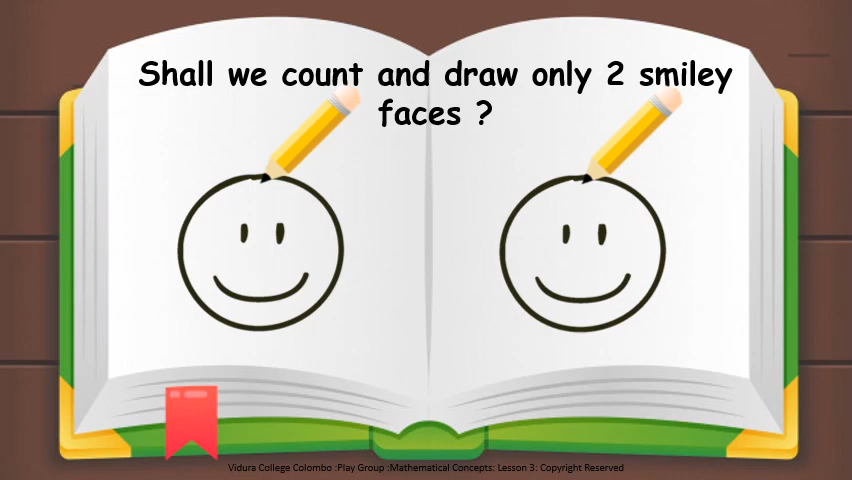 Shall we count and draw only 2 smiley
faces ?
Vidura College Colombo :Play Group :Mathematical Concepts: Lesson 3: Copyright Reserved